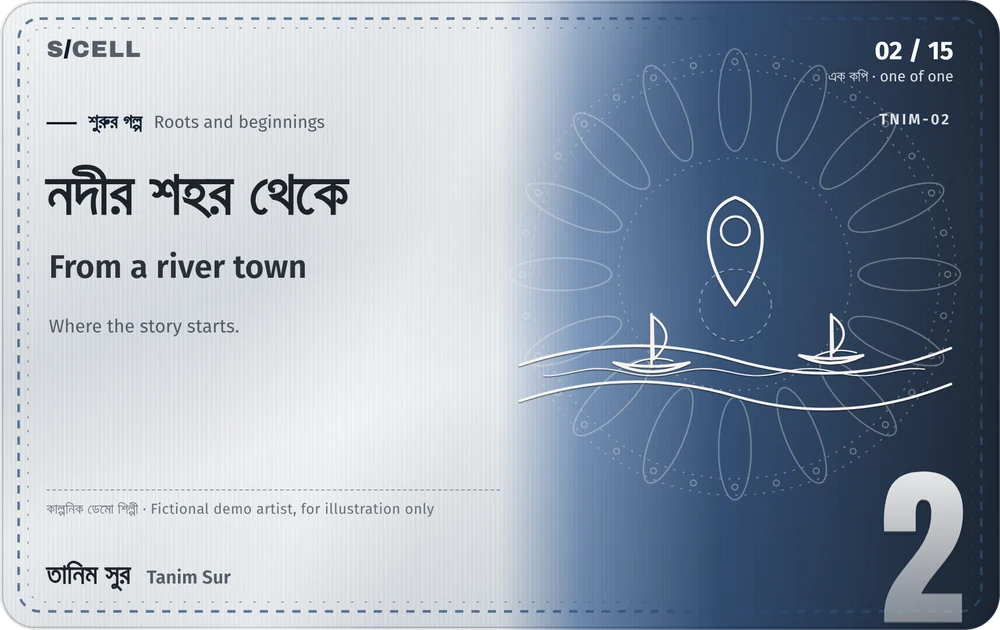 S/CELL
02 / 15
এক কপি · one of one
TNIM-02
শুরুর গল্প Roots and beginnings
নদীর শহর থেকে
From a river town
Where the story starts.
কাল্পনিক ডেমো শিল্পী · Fictional demo artist, for illustration only
তানিম সুর Tanim Sur
2